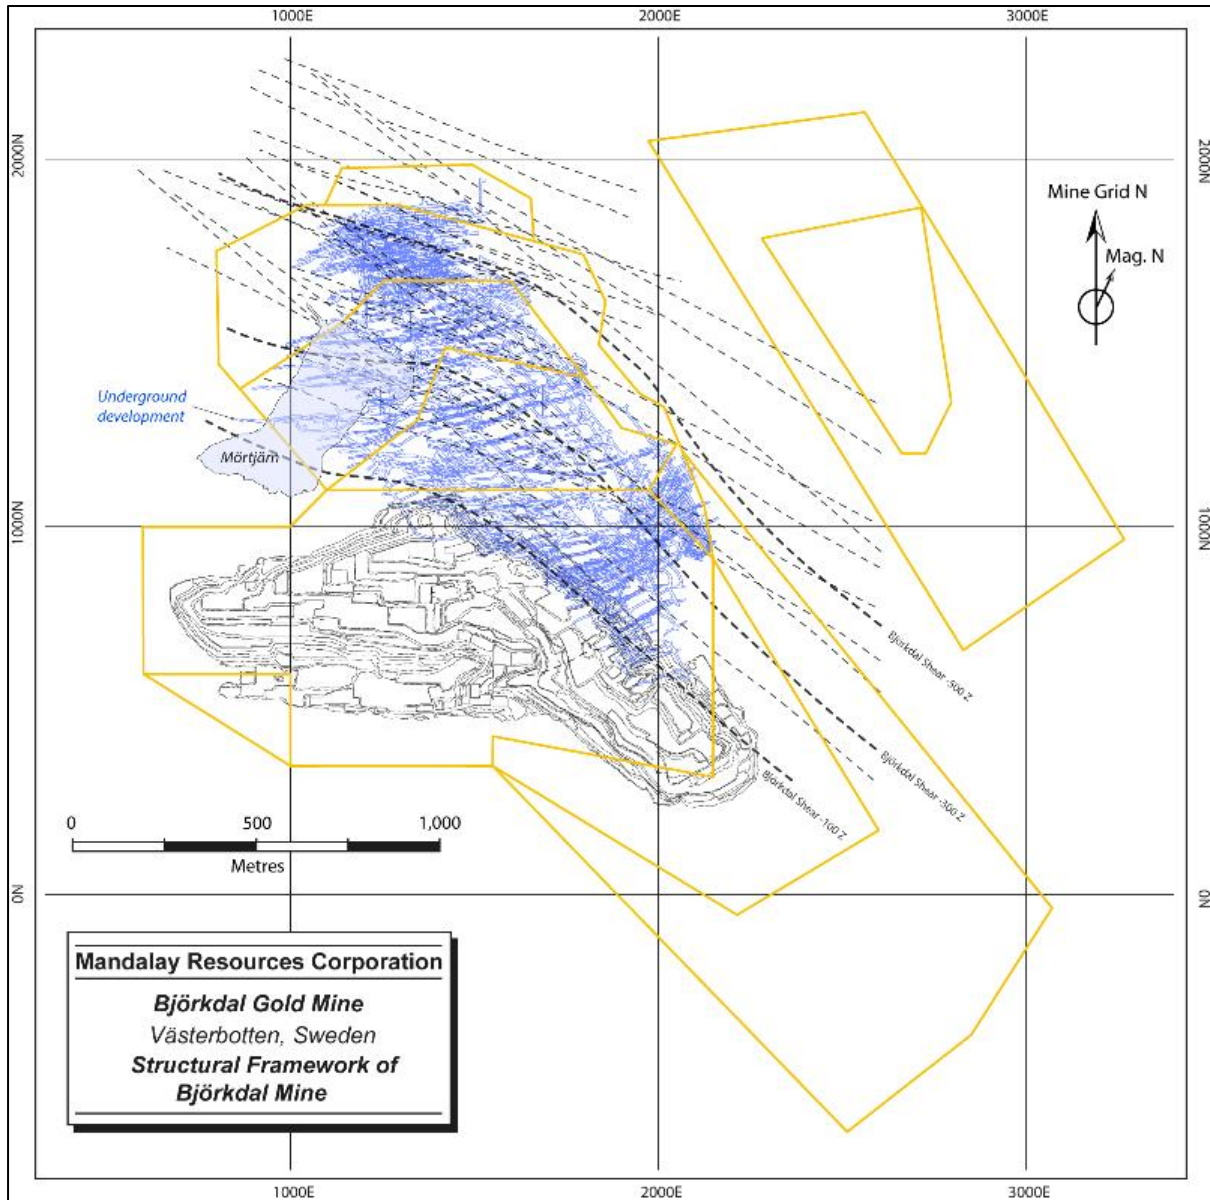 1000E
2000E
3000E
2000N
2000N
Mine Grid N
Mag. N
Underground
development
Mörtjärn
1000N
1000N
Björkdal Shear -500 Z
Björkdal Shear -300 Z
Björkdal Shear -100 Z
0
500
1,000
Metres
0N
0N
Mandalay Resources Corporation
Björkdal Gold Mine
Västerbotten, Sweden
Structural Framework of
Björkdal Mine
1000E
2000E
3000E